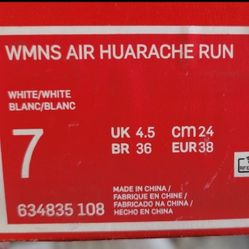 WMNS AIR HUARACHE RUN
WHITE/WHITE
BLANC/BLANC
7
UK 4.5 cm 24
BR 36 EUR 38
MADE IN CHINA /
FABRIQUÉ EN CHINE /
FABRICADO NA CHINA /
HECHO EN CHINA
634835 108